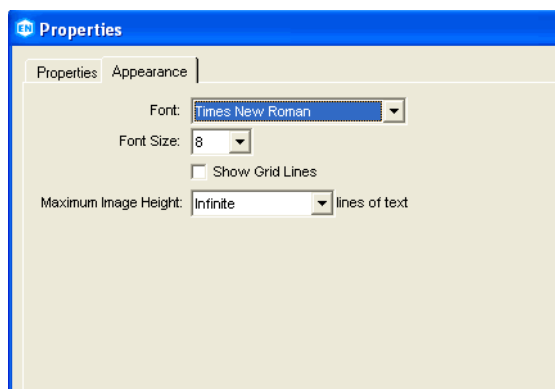 EN Properties
Properties Appearance
Font: Times New Roman
Font Size: 8
Show Grid Lines
Maximum Image Height: Infinite lines of text